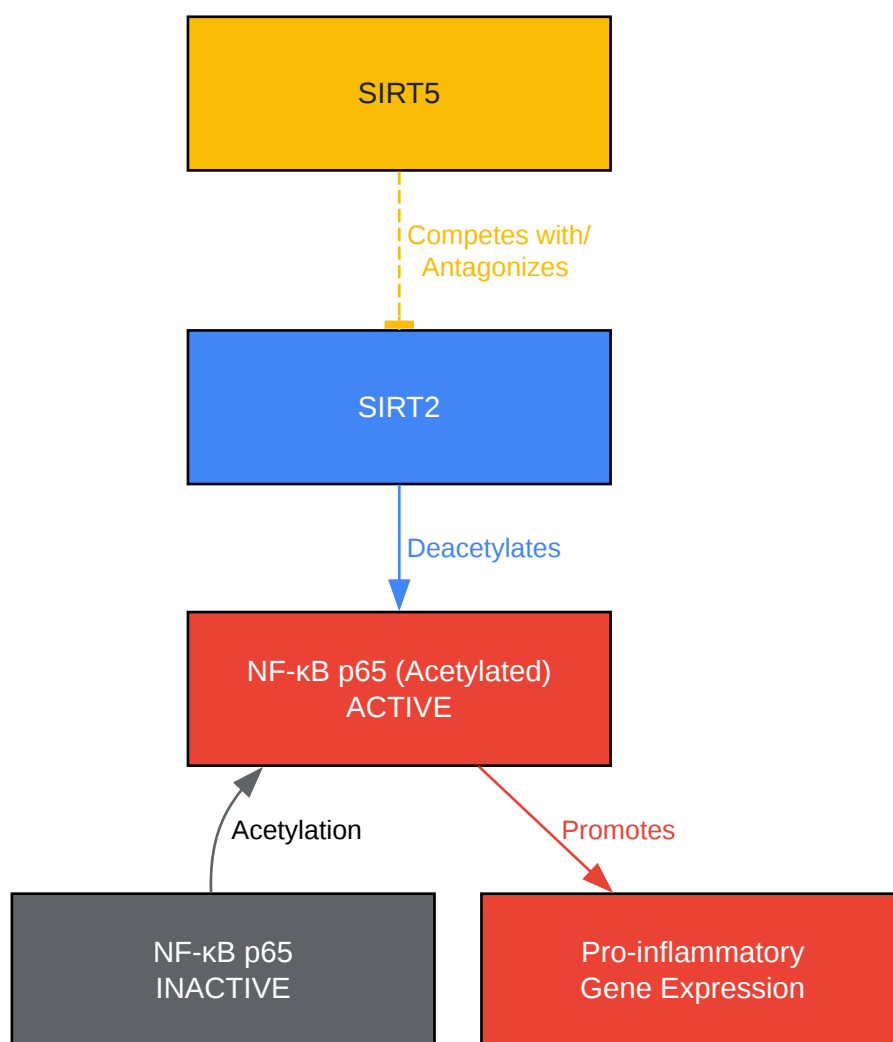 SIRT5
Competes with/
Antagonizes
SIRT2
Deacetylates
NF-κB p65 (Acetylated)
ACTIVE
Acetylation
Promotes
NF-κB p65
INACTIVE
Pro-inflammatory
Gene Expression